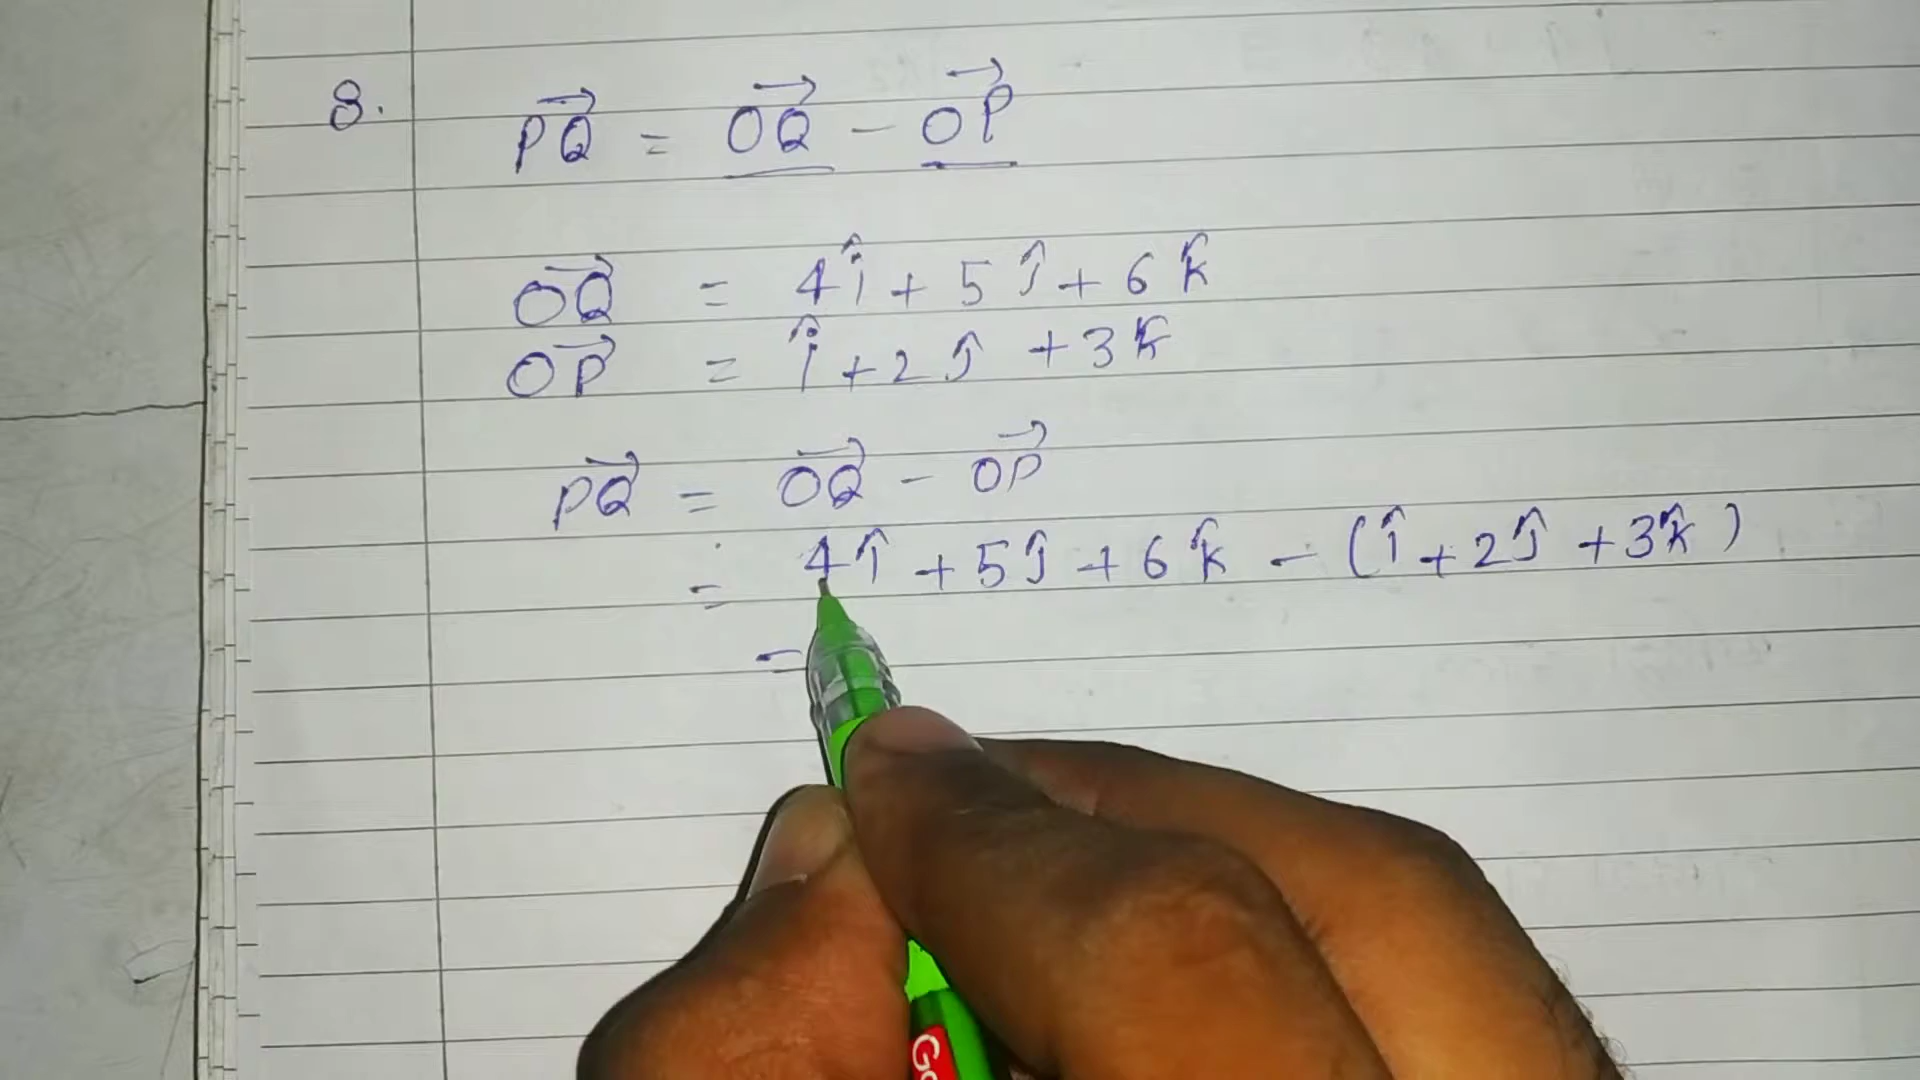 8. PQ⃗ = OQ⃗ - OP⃗
OQ⃗ = 4î + 5ĵ + 6k̂
OP⃗ = î + 2ĵ + 3k̂
PQ⃗ = OQ⃗ - OP⃗
= 4î + 5ĵ + 6k̂ - (î + 2ĵ + 3k̂)
-